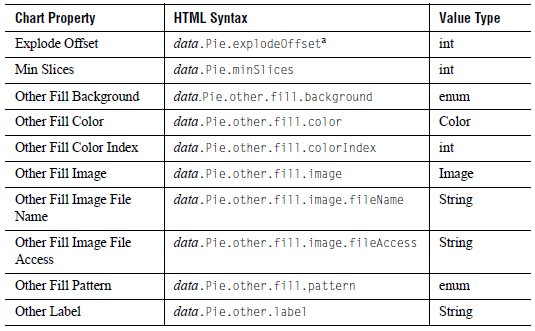 Chart Property HTML Syntax Value Type
Explode Offset data.Pie.explodeOffseta int
Min Slices data.Pie.minSlices int
Other Fill Background data.Pie.other.fill.background enum
Other Fill Color data.Pie.other.fill.color Color
Other Fill Color Index data.Pie.other.fill.colorIndex int
Other Fill Image data.Pie.other.fill.image Image
Other Fill Image File data.Pie.other.fill.image.fileName String
Name
Other Fill Image File data.Pie.other.fill.image.fileAccess String
Access
Other Fill Pattern data.Pie.other.fill.pattern enum
Other Label data.Pie.other.label String